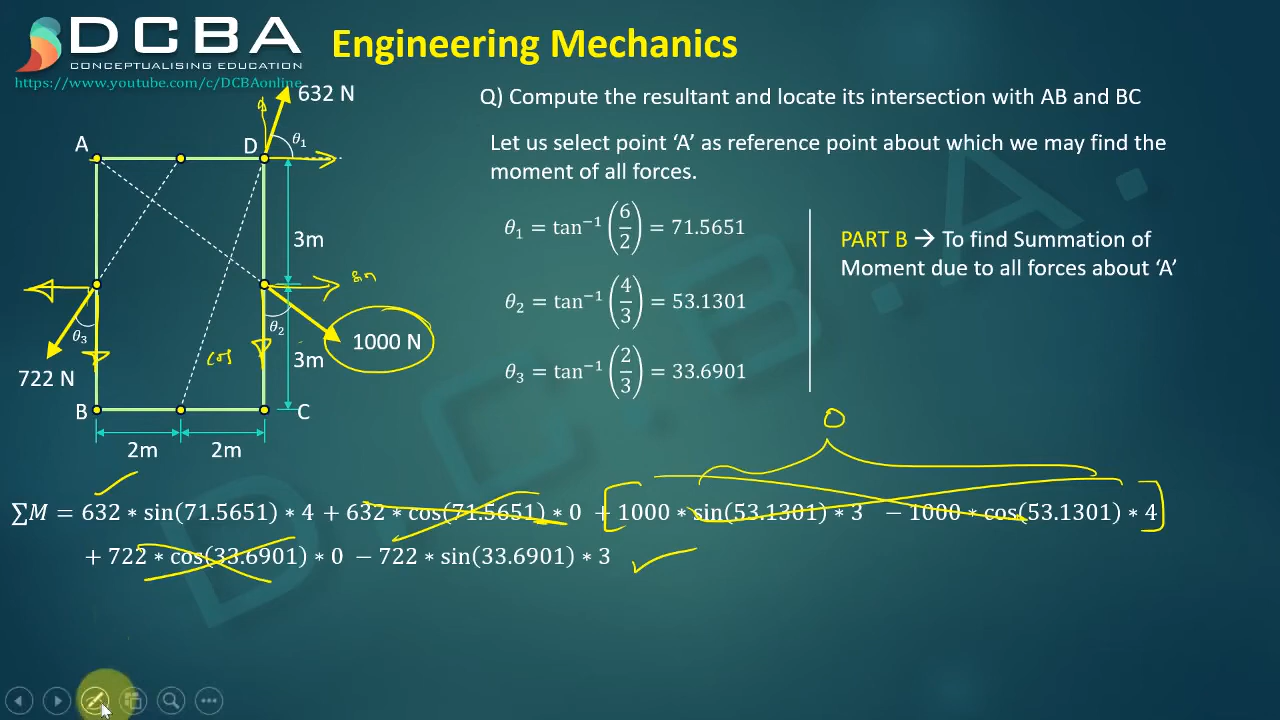 DCBA
CONCEPTUALISING EDUCATION
https://www.youtube.com/c/DCBAonline
Engineering Mechanics
Q) Compute the resultant and locate its intersection with AB and BC
Let us select point ‘A’ as reference point about which we may find the
moment of all forces.
θ₁ = tan⁻¹(6/2) = 71.5651
θ₂ = tan⁻¹(4/3) = 53.1301
θ₃ = tan⁻¹(2/3) = 33.6901
PART B → To find Summation of
Moment due to all forces about ‘A’
632 N
θ₁
A
D
3m
sin
θ₃
θ₂
1000 N
cos
3m
722 N
B
C
2m
2m
0
∑M = 632 ∗ sin(71.5651) ∗ 4 + 632 ∗ cos(71.5651) ∗ 0 + 1000 ∗ sin(53.1301) ∗ 3 − 1000 ∗ cos(53.1301) ∗ 4
+ 722 ∗ cos(33.6901) ∗ 0 − 722 ∗ sin(33.6901) ∗ 3
D.C.B.A.